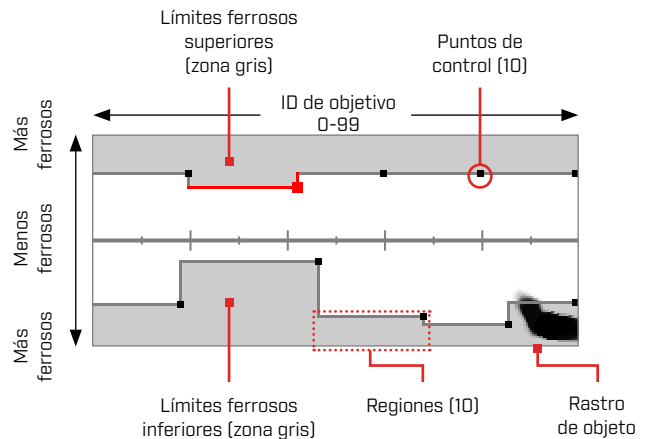 Límites ferrosos
superiores
(zona gris)
Puntos de
control (10)
ID de objetivo
0-99
Más
ferrosos
Menos
ferrosos
Más
ferrosos
Límites ferrosos
inferiores (zona gris)
Regiones (10)
Rastro
de objeto